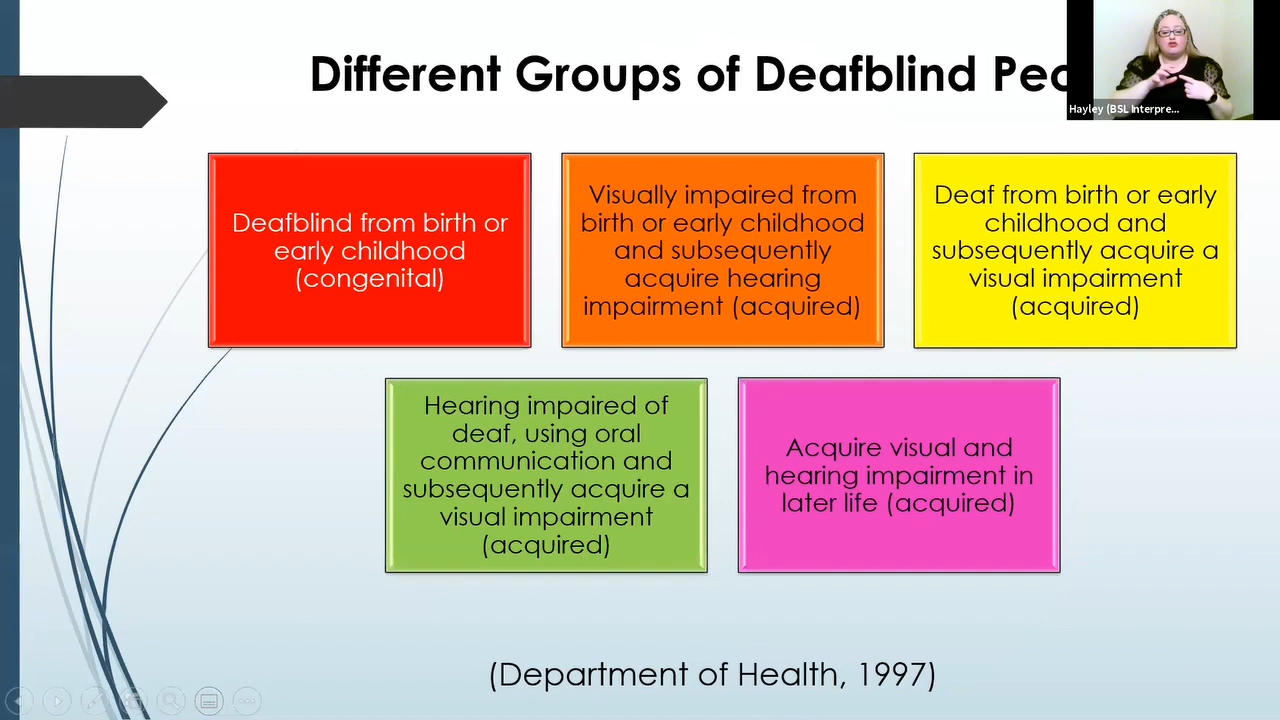 Different Groups of Deafblind
Hayley (BSL Interpre...
Deafblind from birth or
early childhood
(congenital)
Visually impaired from
birth or early childhood
and subsequently
acquire hearing
impairment (acquired)
Deaf from birth or early
childhood and
subsequently acquire a
visual impairment
(acquired)
Hearing impaired of
deaf, using oral
communication and
subsequently acquire a
visual impairment
(acquired)
Acquire visual and
hearing impairment in
later life (acquired)
(Department of Health, 1997)